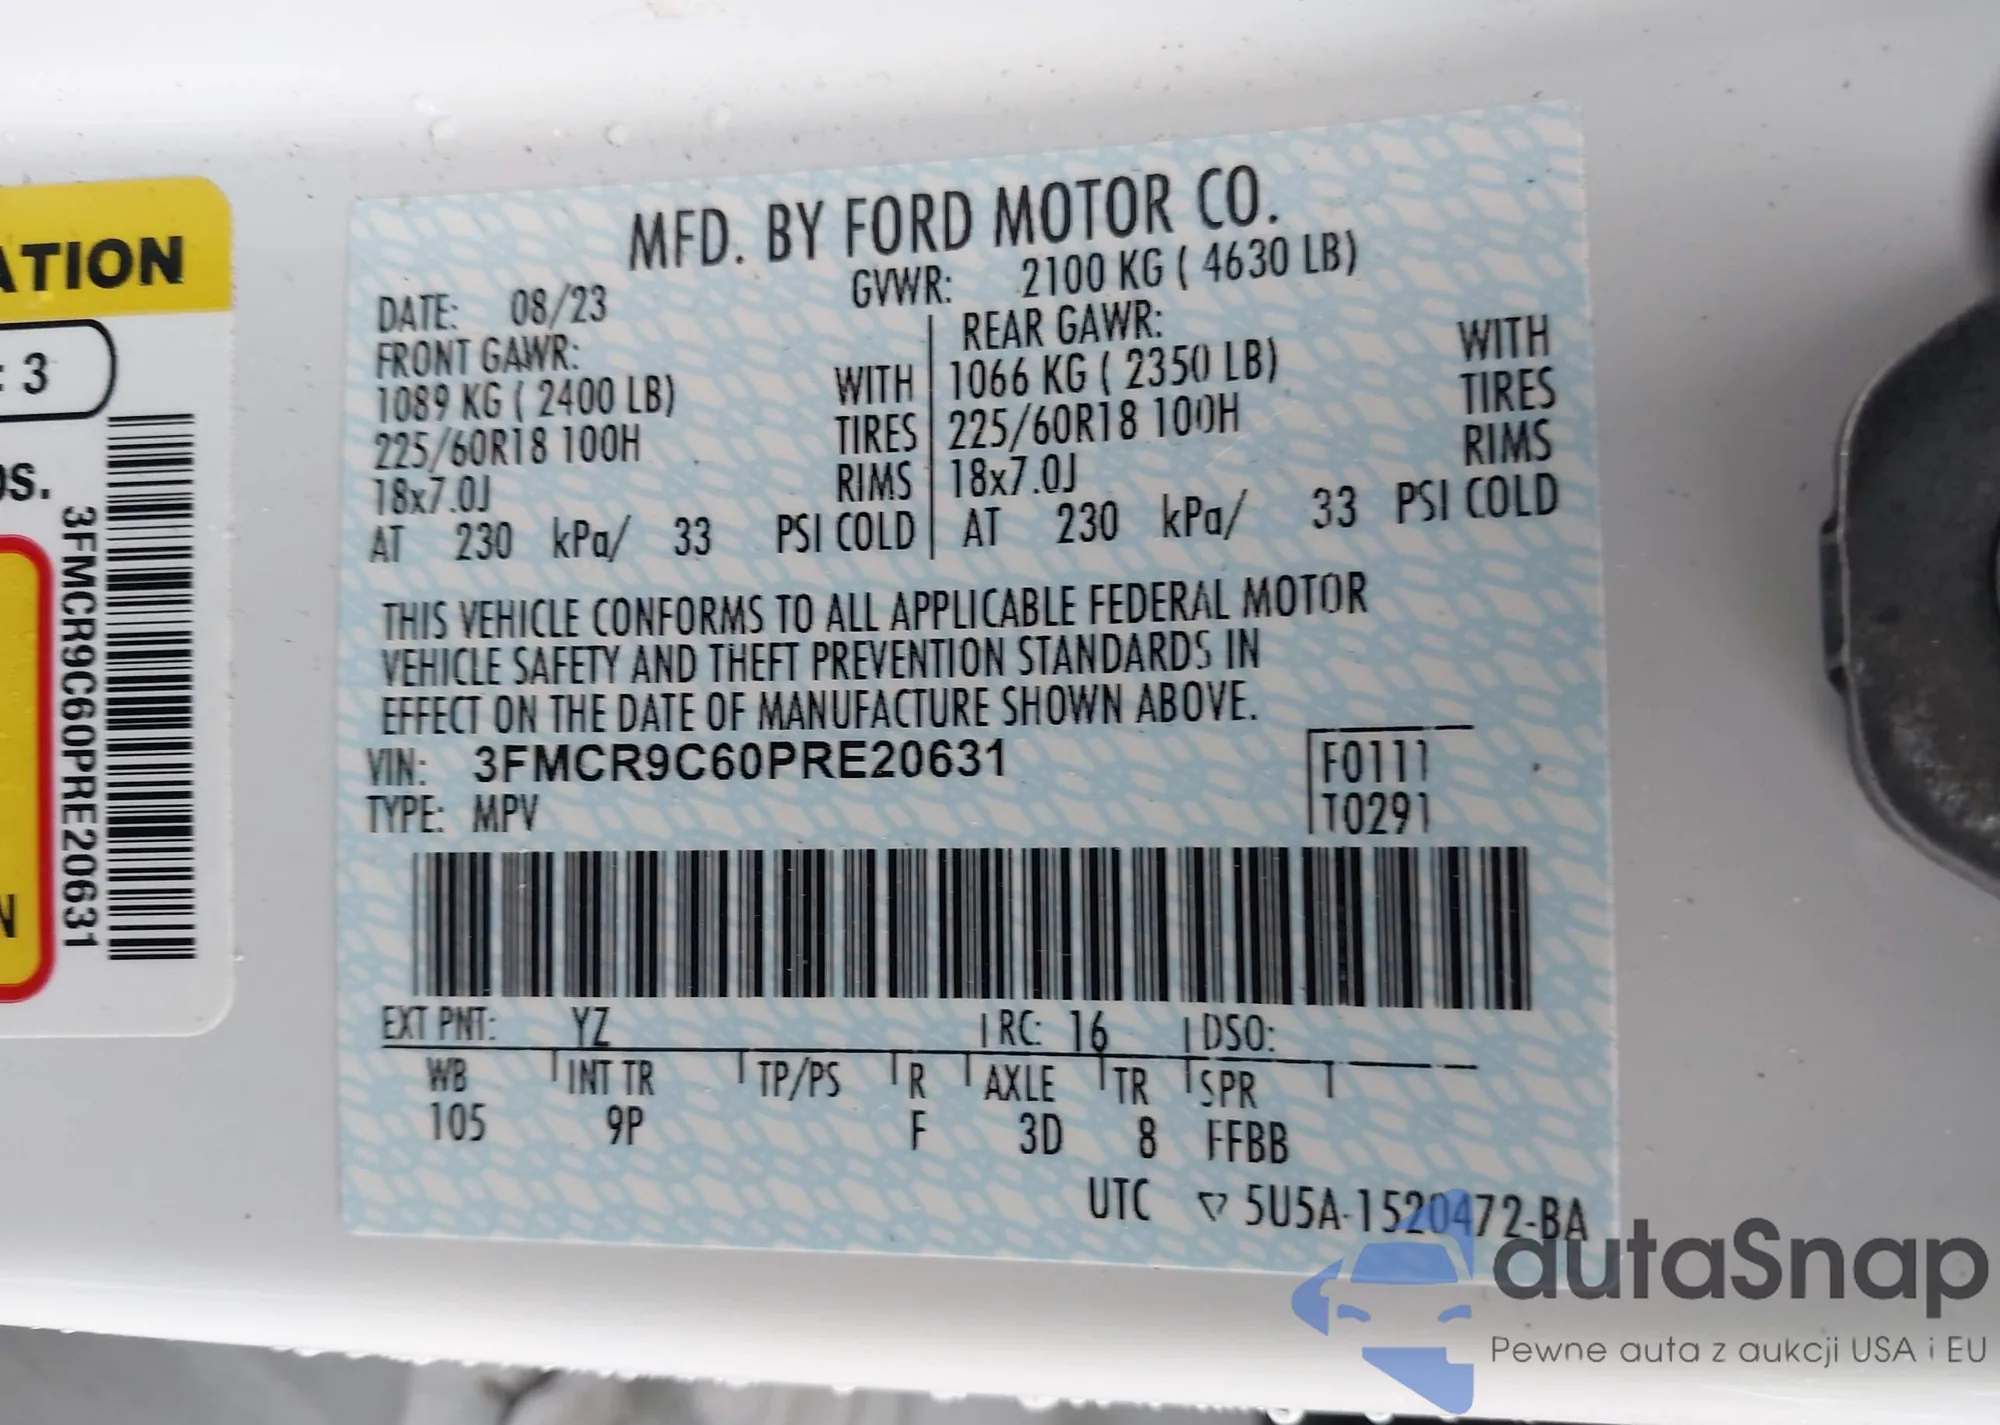 ATION
: 3
OS.
3FMCR9C60PRE20631
N
MFD. BY FORD MOTOR CO.
DATE: 08/23 GVWR: 2100 KG ( 4630 LB)
FRONT GAWR: REAR GAWR:
1089 KG ( 2400 LB) WITH 1066 KG ( 2350 LB) WITH
225/60R18 100H TIRES 225/60R18 100H TIRES
18x7.0J RIMS 18x7.0J RIMS
AT 230 kPa/ 33 PSI COLD AT 230 kPa/ 33 PSI COLD
THIS VEHICLE CONFORMS TO ALL APPLICABLE FEDERAL MOTOR
VEHICLE SAFETY AND THEFT PREVENTION STANDARDS IN
EFFECT ON THE DATE OF MANUFACTURE SHOWN ABOVE.
VIN: 3FMCR9C60PRE20631 F0111
TYPE: MPV T0291
EXT PNT: YZ RC: 16 DSO:
WB INT TR TP/PS R AXLE TR SPR
105 9P F 3D 8 FFBB
UTC ▽ 5U5A-1520472-BA
autaSnap
Pewne auta z aukcji USA i EU